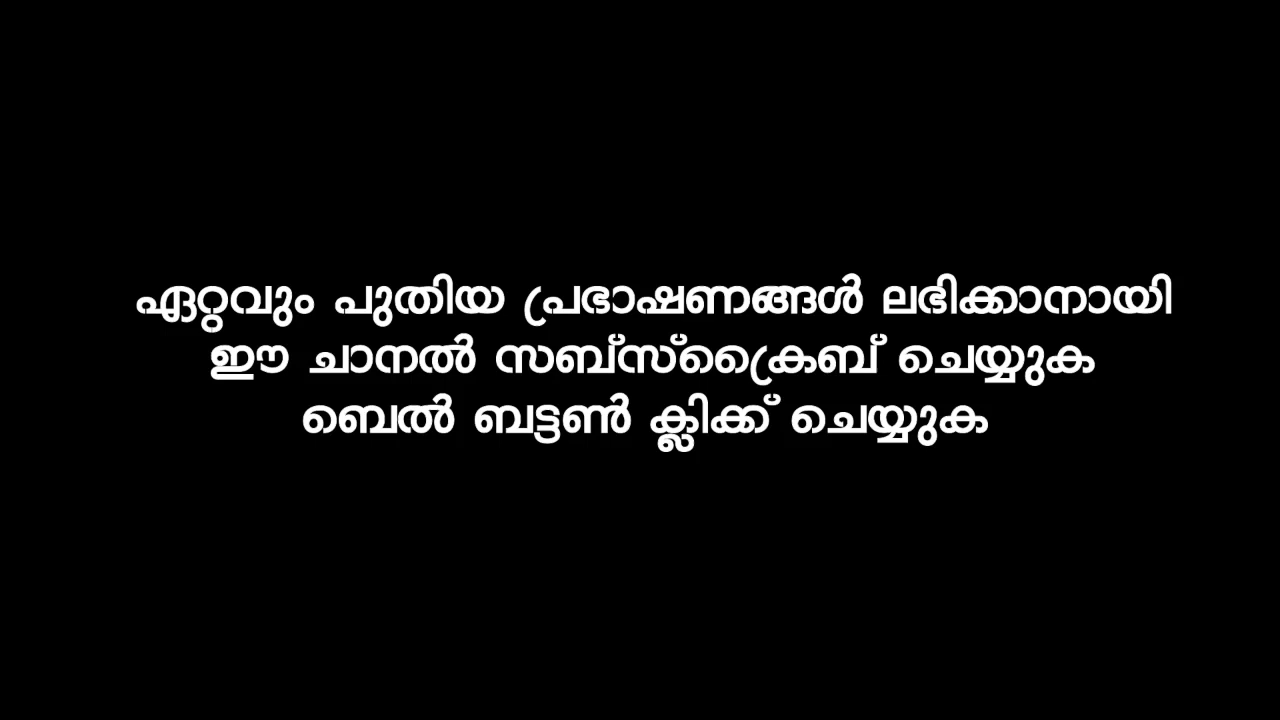 ഏറ്റവും പുതിയ പ്രഭാഷണങ്ങൾ ലഭിക്കാനായി
ഈ ചാനൽ സബ്സ്ക്രൈബ് ചെയ്യുക
ബെൽ ബട്ടൺ ക്ലിക്ക് ചെയ്യുക